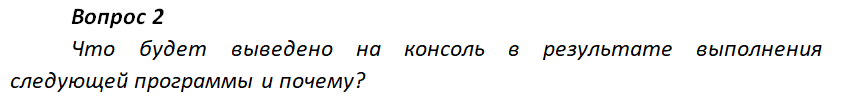 Вопрос 2
Что будет выведено на консоль в результате выполнения
следующей программы и почему?